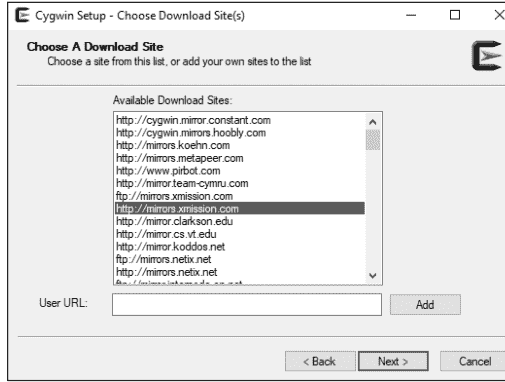 Cygwin Setup - Choose Download Site(s)
Choose A Download Site
Choose a site from this list, or add your own sites to the list
Available Download Sites:
http://cygwin.mirror.constant.com
http://cygwin.mirrors.hoobly.com
http://mirrors.koehn.com
http://mirrors.metapeer.com
http://www.pirbot.com
http://mirror.team-cymru.com
ftp://mirrors.xmission.com
http://mirrors.xmission.com
http://mirror.clarkson.edu
http://mirror.cs.vt.edu
http://mirror.koddos.net
ftp://mirrors.netix.net
http://mirrors.netix.net
User URL:
Add
< Back
Next >
Cancel